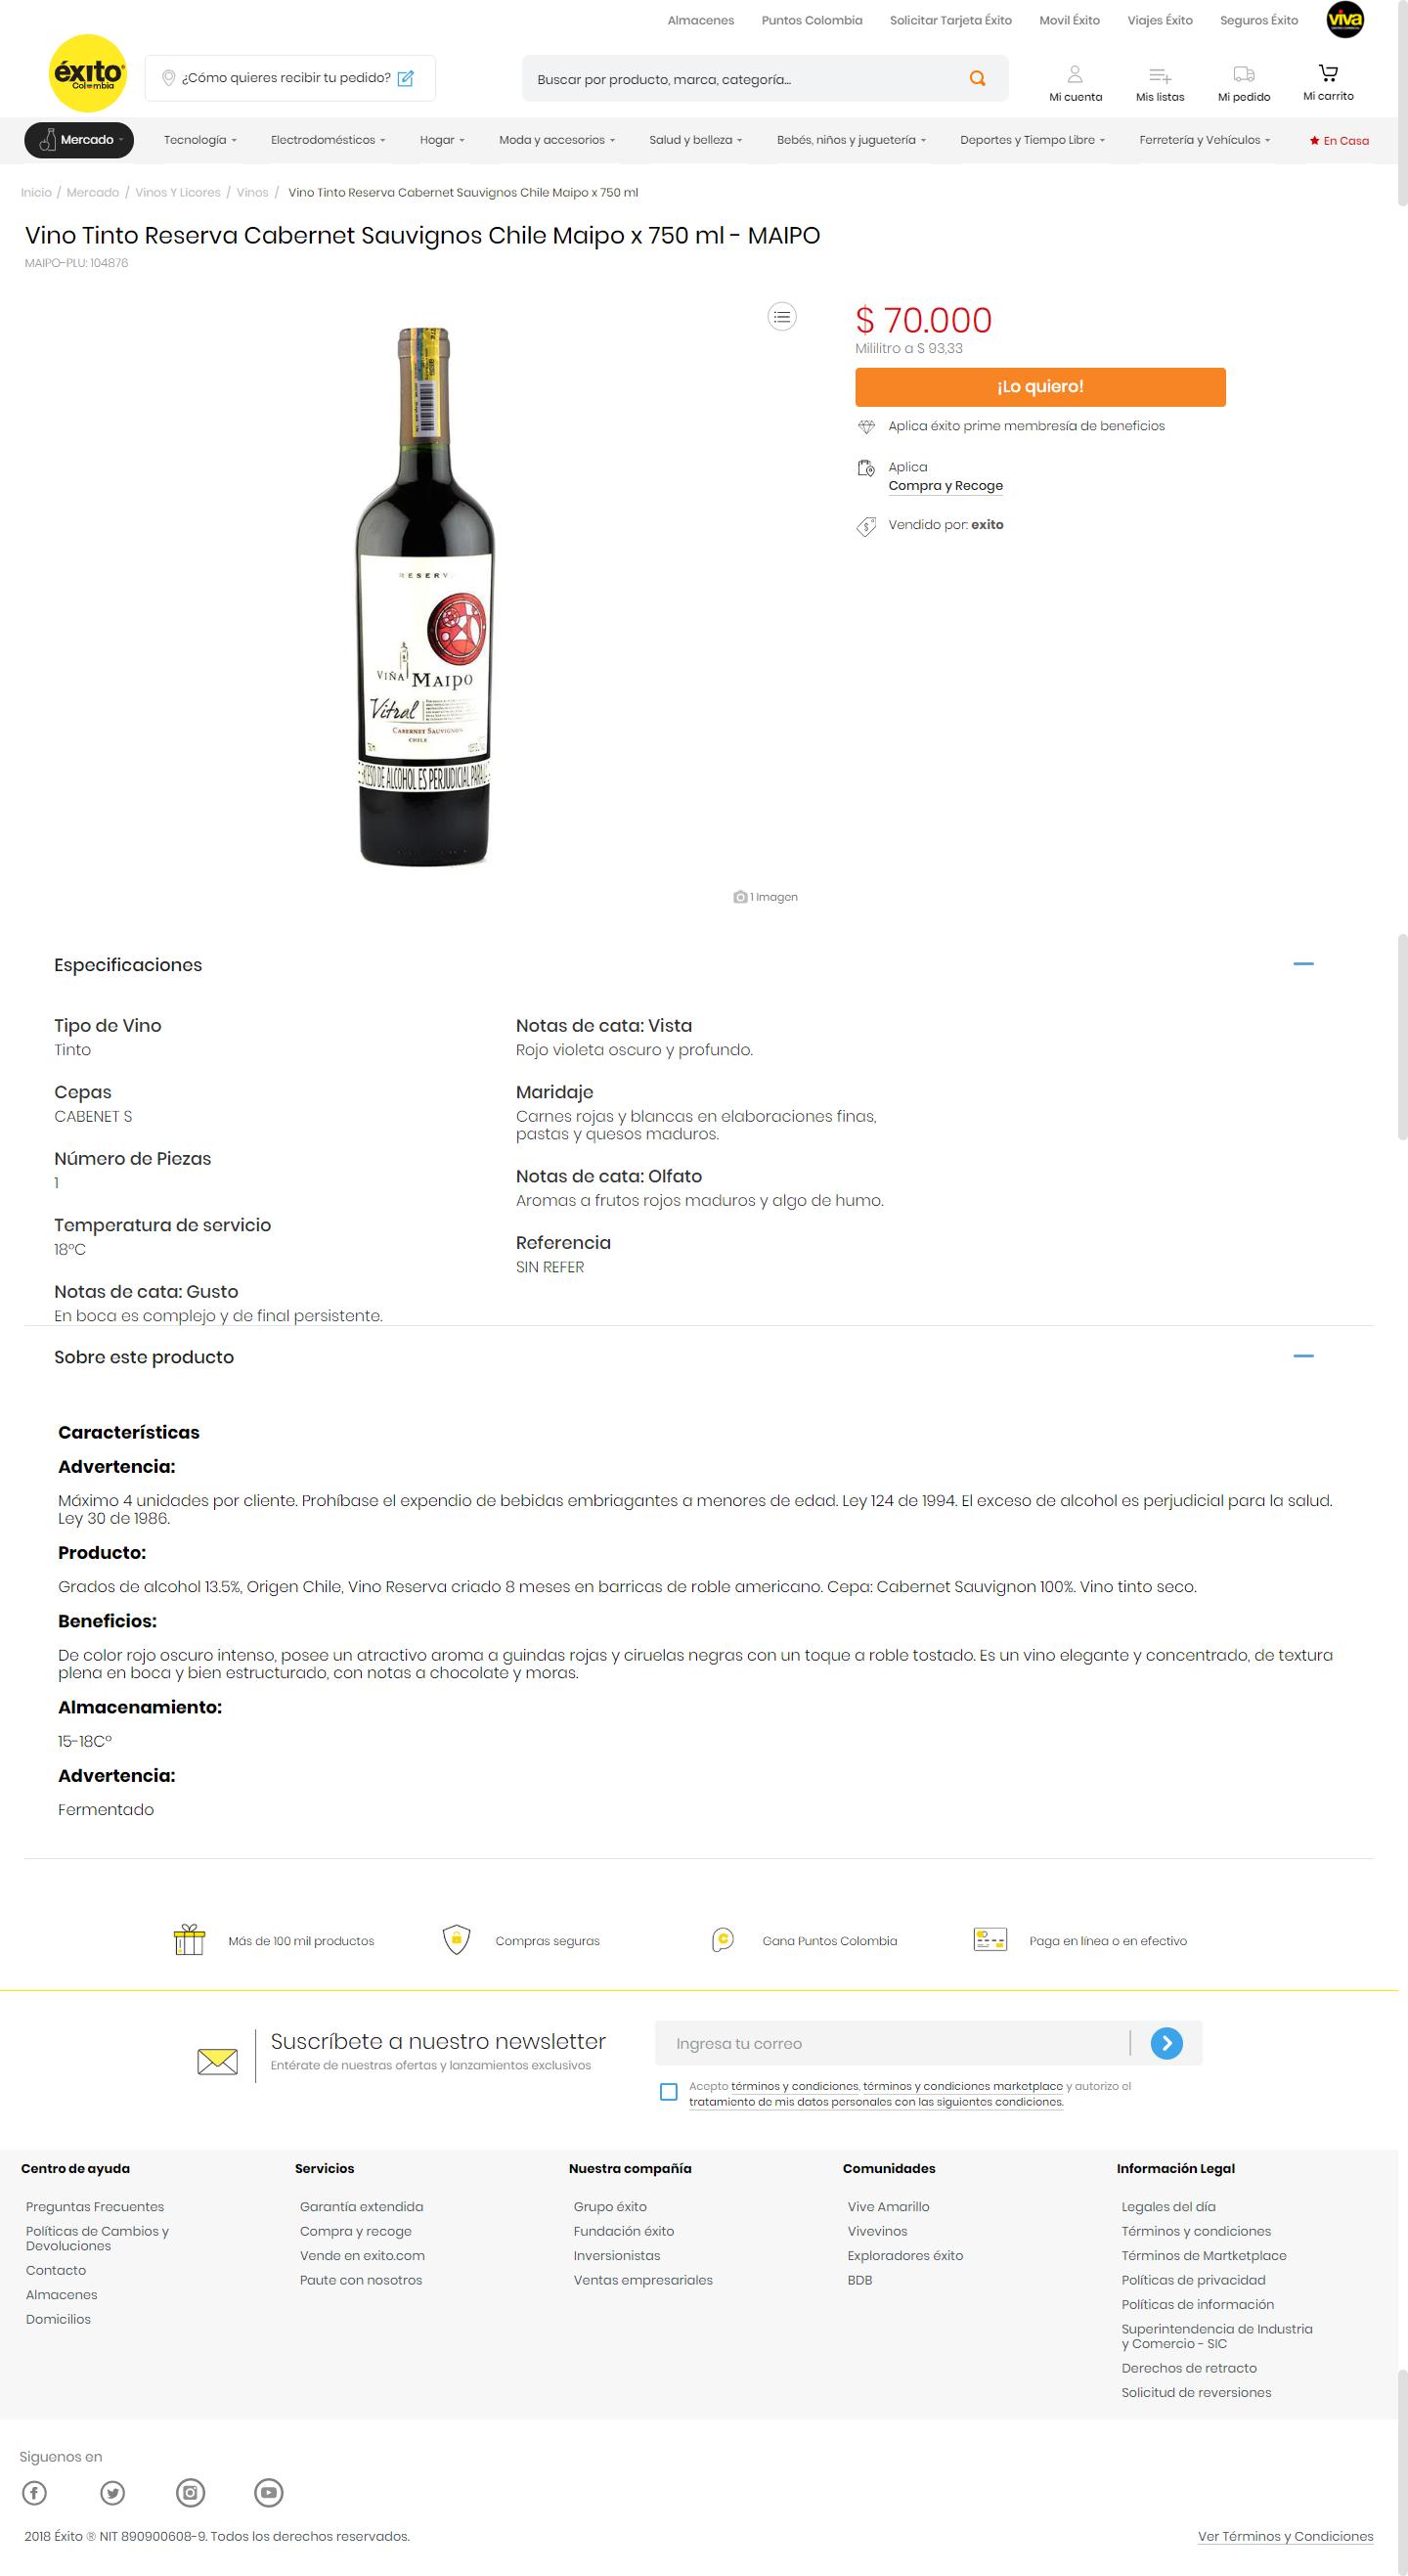 Almacenes Puntos Colombia Solicitar Tarjeta Éxito Movil Éxito Viajes Éxito Seguros Éxito viva
éxito
Colombia
¿Cómo quieres recibir tu pedido?
Buscar por producto, marca, categoría...
Mi cuenta Mis listas Mi pedido Mi carrito
Mercado Tecnología Electrodomésticos Hogar Moda y accesorios Salud y belleza Bebés, niños y juguetería Deportes y Tiempo Libre Ferretería y Vehículos En Casa
Inicio / Mercado / Vinos Y Licores / Vinos / Vino Tinto Reserva Cabernet Sauvignos Chile Maipo x 750 ml
Vino Tinto Reserva Cabernet Sauvignos Chile Maipo x 750 ml - MAIPO
MAIPO-PLU: 104876
$ 70.000
Mililitro a $ 93,33
¡Lo quiero!
Aplica éxito prime membresía de beneficios
Aplica
Compra y Recoge
Vendido por: exito
RESERV
VIÑA MAIPO
Vitral
CABERNET SAUVIGNON
CHILE
CESO DE ALCOHOL ES PERJUDICIAL PARA
1 Imagen
Especificaciones
Tipo de Vino
Tinto
Cepas
CABENET S
Número de Piezas
1
Temperatura de servicio
18°C
Notas de cata: Gusto
En boca es complejo y de final persistente.
Notas de cata: Vista
Rojo violeta oscuro y profundo.
Maridaje
Carnes rojas y blancas en elaboraciones finas,
pastas y quesos maduros.
Notas de cata: Olfato
Aromas a frutos rojos maduros y algo de humo.
Referencia
SIN REFER
Sobre este producto
Características
Advertencia:
Máximo 4 unidades por cliente. Prohíbase el expendio de bebidas embriagantes a menores de edad. Ley 124 de 1994. El exceso de alcohol es perjudicial para la salud.
Ley 30 de 1986.
Producto:
Grados de alcohol 13.5%, Origen Chile, Vino Reserva criado 8 meses en barricas de roble americano. Cepa: Cabernet Sauvignon 100%. Vino tinto seco.
Beneficios:
De color rojo oscuro intenso, posee un atractivo aroma a guindas rojas y ciruelas negras con un toque a roble tostado. Es un vino elegante y concentrado, de textura
plena en boca y bien estructurado, con notas a chocolate y moras.
Almacenamiento:
15-18C°
Advertencia:
Fermentado
Más de 100 mil productos Compras seguras Gana Puntos Colombia Paga en línea o en efectivo
Suscríbete a nuestro newsletter
Entérate de nuestras ofertas y lanzamientos exclusivos
Ingresa tu correo
Acepto términos y condiciones, términos y condiciones marketplace y autorizo el
tratamiento de mis datos personales con las siguientes condiciones.
Centro de ayuda
Preguntas Frecuentes
Políticas de Cambios y
Devoluciones
Contacto
Almacenes
Domicilios
Servicios
Garantía extendida
Compra y recoge
Vende en exito.com
Paute con nosotros
Nuestra compañía
Grupo éxito
Fundación éxito
Inversionistas
Ventas empresariales
Comunidades
Vive Amarillo
Vivevinos
Exploradores éxito
BDB
Información Legal
Legales del día
Términos y condiciones
Términos de Martketplace
Políticas de privacidad
Políticas de información
Superintendencia de Industria
y Comercio - SIC
Derechos de retracto
Solicitud de reversiones
Siguenos en
2018 Éxito ® NIT 890900608-9. Todos los derechos reservados.
Ver Términos y Condiciones